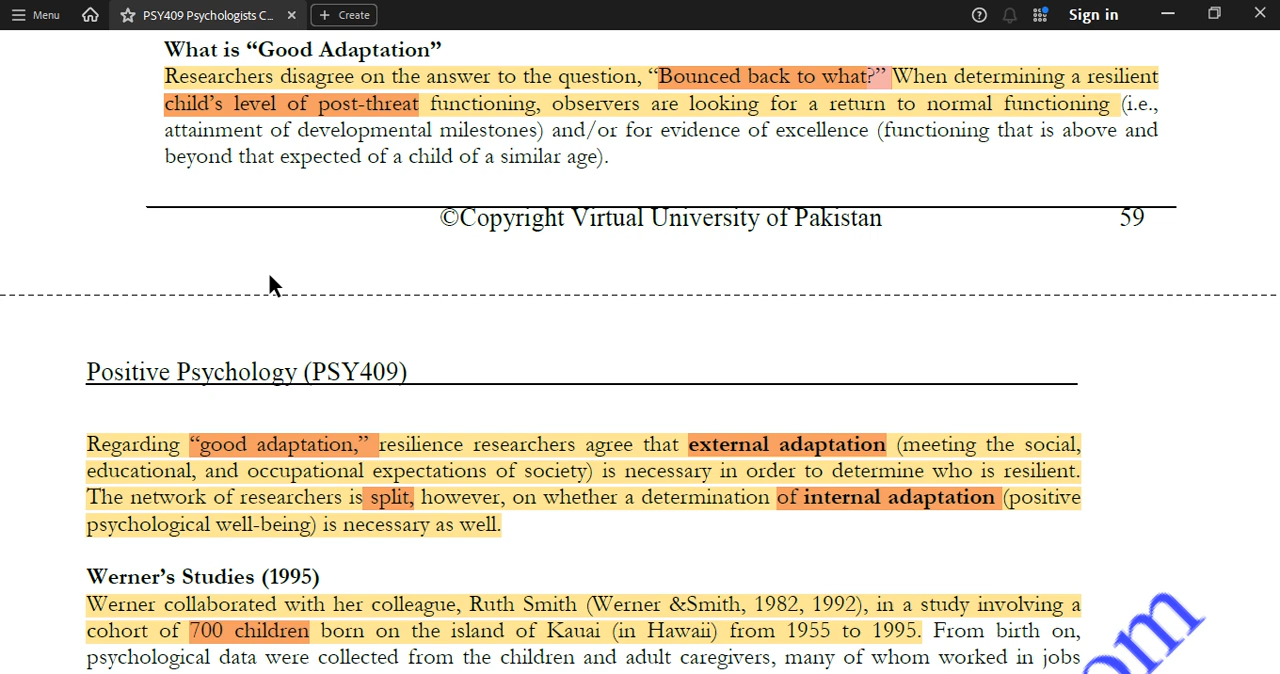 Menu PSY409 Psychologists C... × + Create ? Sign in
What is “Good Adaptation”
Researchers disagree on the answer to the question, “Bounced back to what?” When determining a resilient
child’s level of post-threat functioning, observers are looking for a return to normal functioning (i.e.,
attainment of developmental milestones) and/or for evidence of excellence (functioning that is above and
beyond that expected of a child of a similar age).
©Copyright Virtual University of Pakistan 59
Positive Psychology (PSY409)
Regarding “good adaptation,” resilience researchers agree that external adaptation (meeting the social,
educational, and occupational expectations of society) is necessary in order to determine who is resilient.
The network of researchers is split, however, on whether a determination of internal adaptation (positive
psychological well-being) is necessary as well.
Werner’s Studies (1995)
Werner collaborated with her colleague, Ruth Smith (Werner &Smith, 1982, 1992), in a study involving a
cohort of 700 children born on the island of Kauai (in Hawaii) from 1955 to 1995. From birth on,
psychological data were collected from the children and adult caregivers, many of whom worked in jobs
om